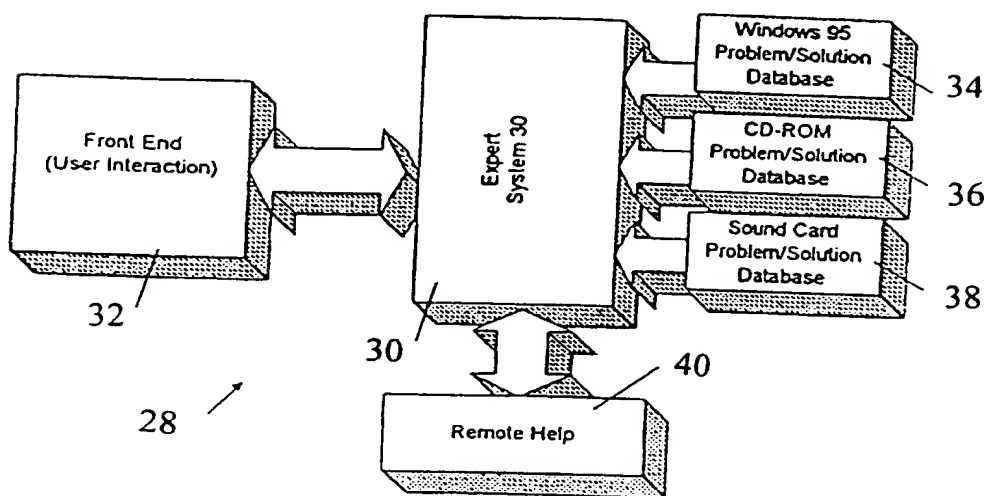 Windows 95
Problem/Solution
Database
34
Front End
(User Interaction)
Expert
System 30
CD-ROM
Problem/Solution
Database
36
Sound Card
Problem/Solution
Database
38
32
30
40
28
Remote Help